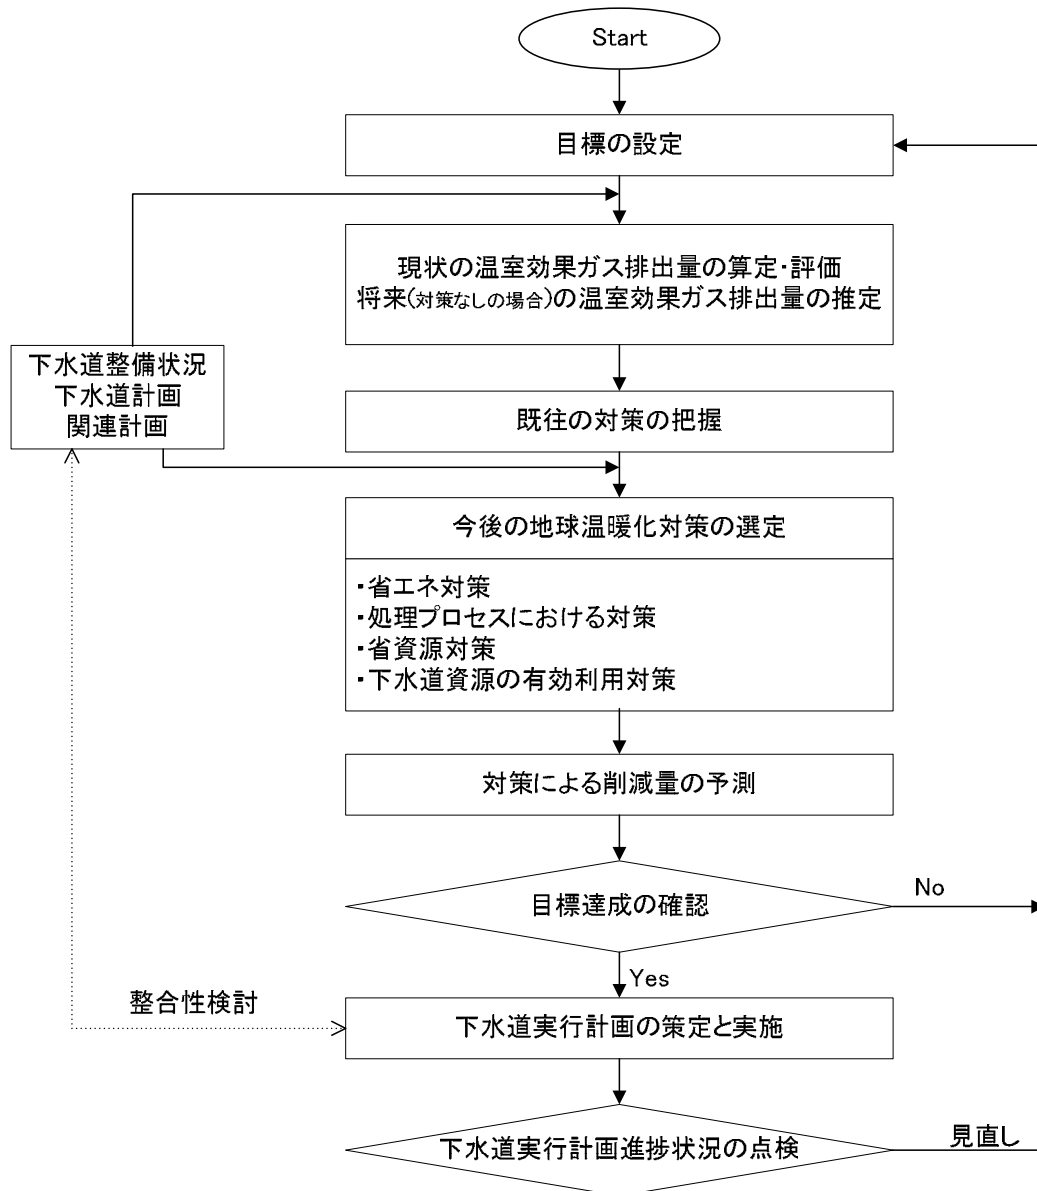 Start
目標の設定
現状の温室効果ガス排出量の算定・評価
将来(対策なしの場合)の温室効果ガス排出量の推定
下水道整備状況
下水道計画
関連計画
既往の対策の把握
今後の地球温暖化対策の選定
・省エネ対策
・処理プロセスにおける対策
・省資源対策
・下水道資源の有効利用対策
対策による削減量の予測
目標達成の確認
No
Yes
整合性検討
下水道実行計画の策定と実施
下水道実行計画進捗状況の点検
見直し